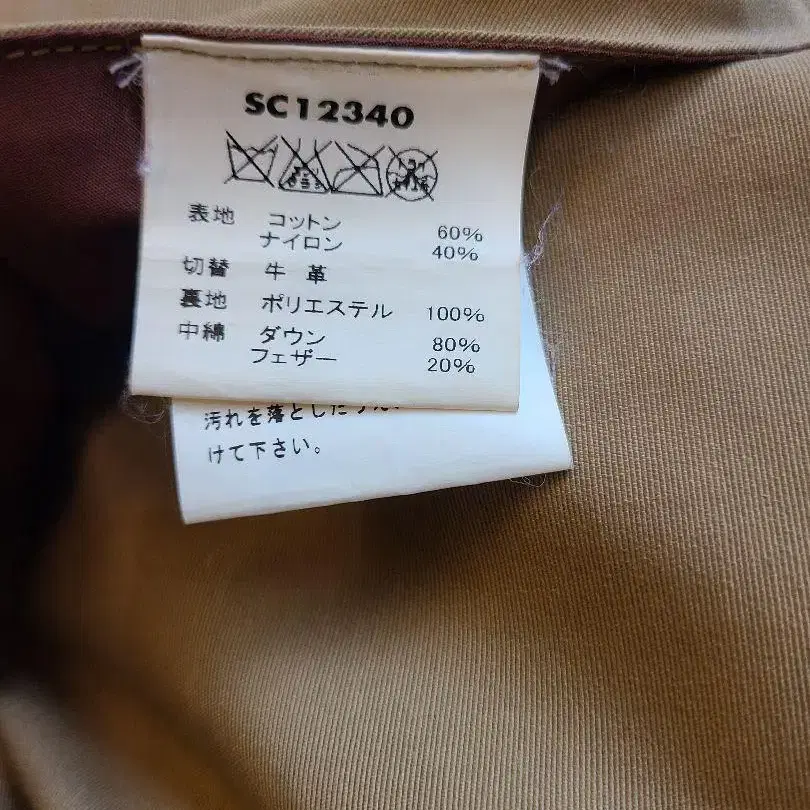 SC12340
表地 コットン 60%
ナイロン 40%
切替 牛革
裏地 ポリエステル 100%
中綿 ダウン 80%
フェザー 20%
汚れを落としたり
けて下さい。